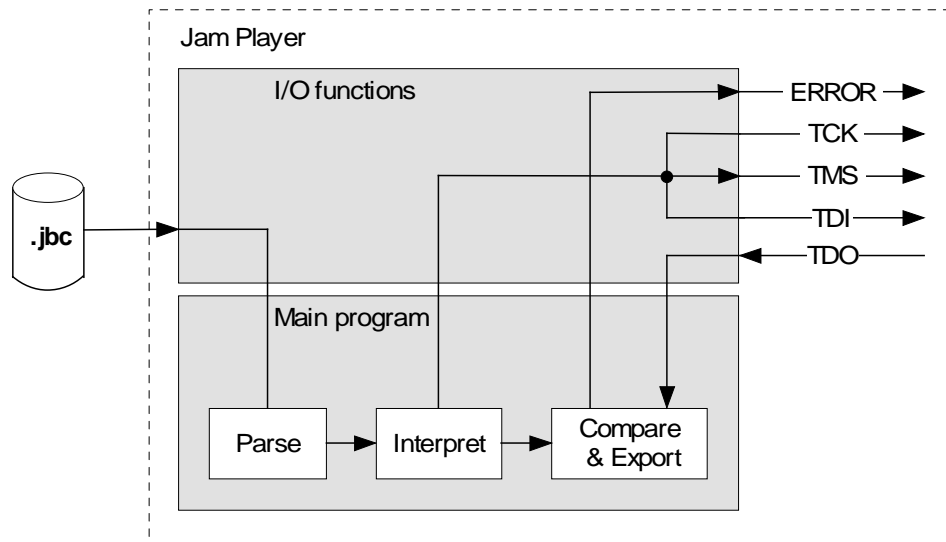 Jam Player
I/O functions
ERROR
TCK
TMS
TDI
TDO
.jbc
Main program
Parse
Interpret
Compare
& Export